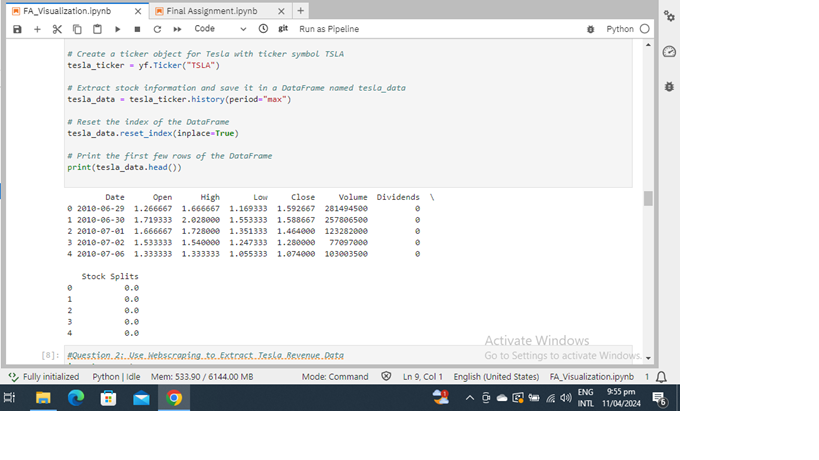 FA_Visualization.ipynb × Final Assignment.ipynb × +
Code git Run as Pipeline Python
# Create a ticker object for Tesla with ticker symbol TSLA
tesla_ticker = yf.Ticker("TSLA")
# Extract stock information and save it in a DataFrame named tesla_data
tesla_data = tesla_ticker.history(period="max")
# Reset the index of the DataFrame
tesla_data.reset_index(inplace=True)
# Print the first few rows of the DataFrame
print(tesla_data.head())
Date Open High Low Close Volume Dividends \
0 2010-06-29 1.266667 1.666667 1.169333 1.592667 281494500 0
1 2010-06-30 1.719333 2.028000 1.553333 1.588667 257806500 0
2 2010-07-01 1.666667 1.728000 1.351333 1.464000 123282000 0
3 2010-07-02 1.533333 1.540000 1.247333 1.280000 77097000 0
4 2010-07-06 1.333333 1.333333 1.055333 1.074000 103003500 0
Stock Splits
0 0.0
1 0.0
2 0.0
3 0.0
4 0.0
Activate Windows
Go to Settings to activate Windows.
[8]: #Question 2: Use Webscraping to Extract Tesla Revenue Data
Fully initialized Python | Idle Mem: 533.90 / 6144.00 MB Mode: Command Ln 9, Col 1 English (United States) FA_Visualization.ipynb 1
ENG 9:55 pm
INTL 11/04/2024 6